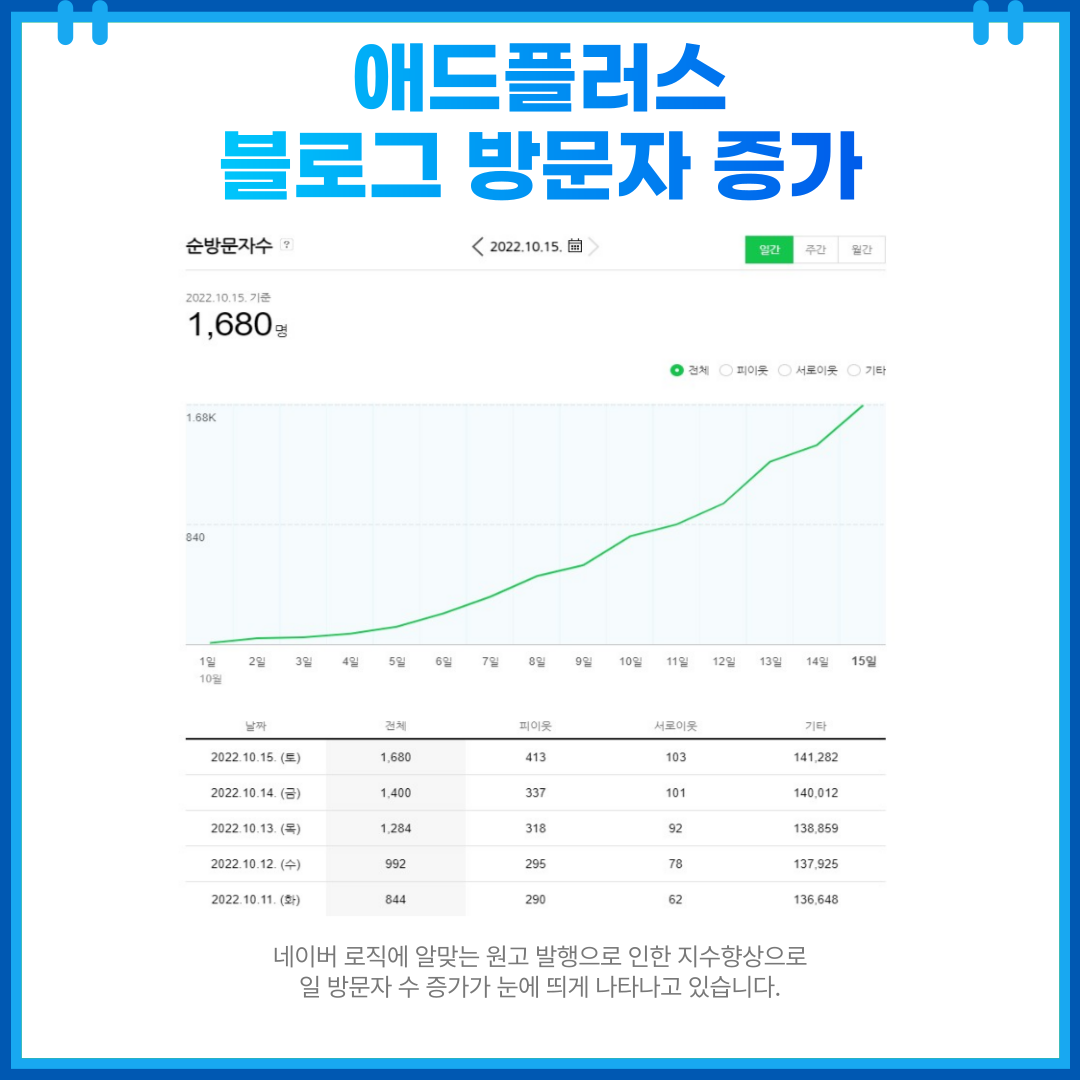 애드플러스
블로그 방문자 증가
순방문자수 ?
2022.10.15.
일간 주간 월간
2022.10.15. 기준
1,680명
전체 피이웃 서로이웃 기타
1.68K
840
1일 2일 3일 4일 5일 6일 7일 8일 9일 10일 11일 12일 13일 14일 15일
10월
날짜 전체 피이웃 서로이웃 기타
2022.10.15. (토) 1,680 413 103 141,282
2022.10.14. (금) 1,400 337 101 140,012
2022.10.13. (목) 1,284 318 92 138,859
2022.10.12. (수) 992 295 78 137,925
2022.10.11. (화) 844 290 62 136,648
네이버 로직에 알맞는 원고 발행으로 인한 지수향상으로
일 방문자 수 증가가 눈에 띄게 나타나고 있습니다.